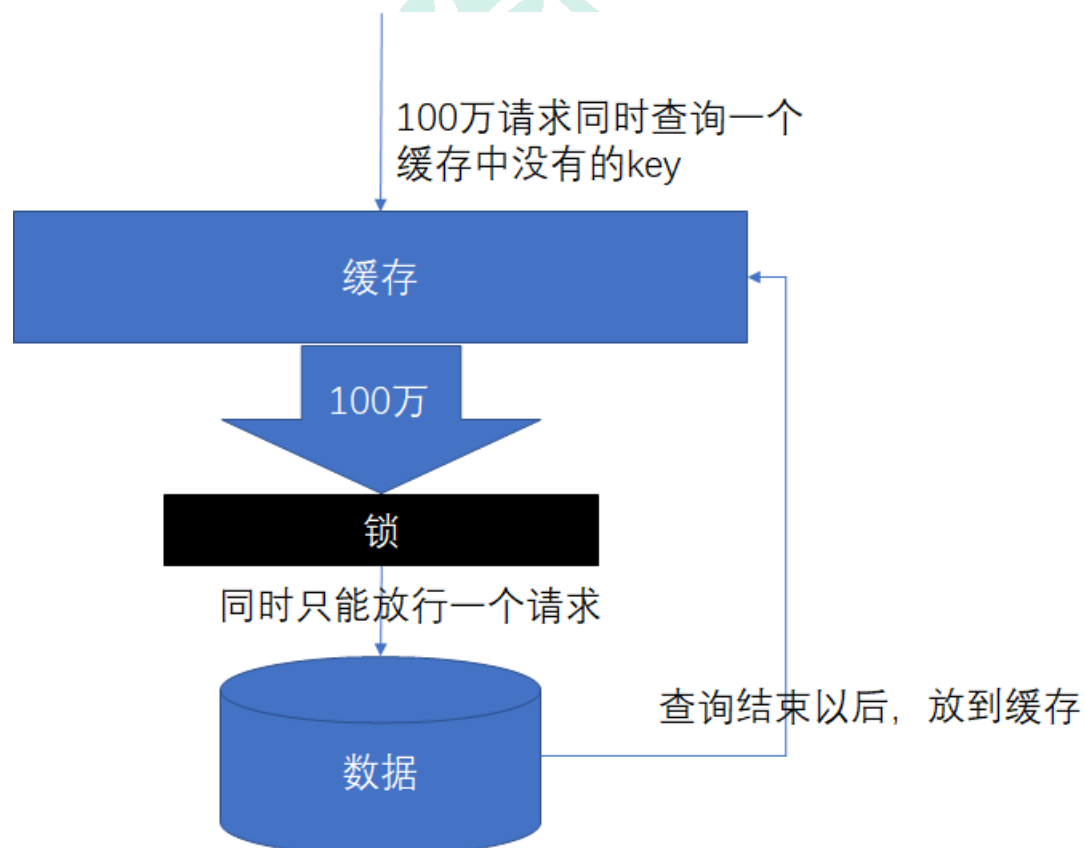 100万请求同时查询一个
缓存中没有的key
缓存
100万
锁
同时只能放行一个请求
查询结束以后，放到缓存
数据